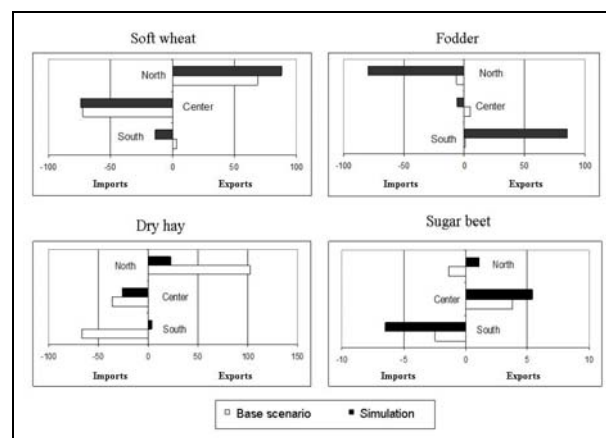 Soft wheat
North
Center
South
-100 -50 0 50 100
Imports Exports
Fodder
North
Center
South
-100 -50 0 50 100
Imports Exports
Dry hay
North
Center
South
-100 -50 0 50 100 150
Imports Exports
Sugar beet
North
Center
South
-10 -5 0 5 10
Imports Exports
Base scenario Simulation